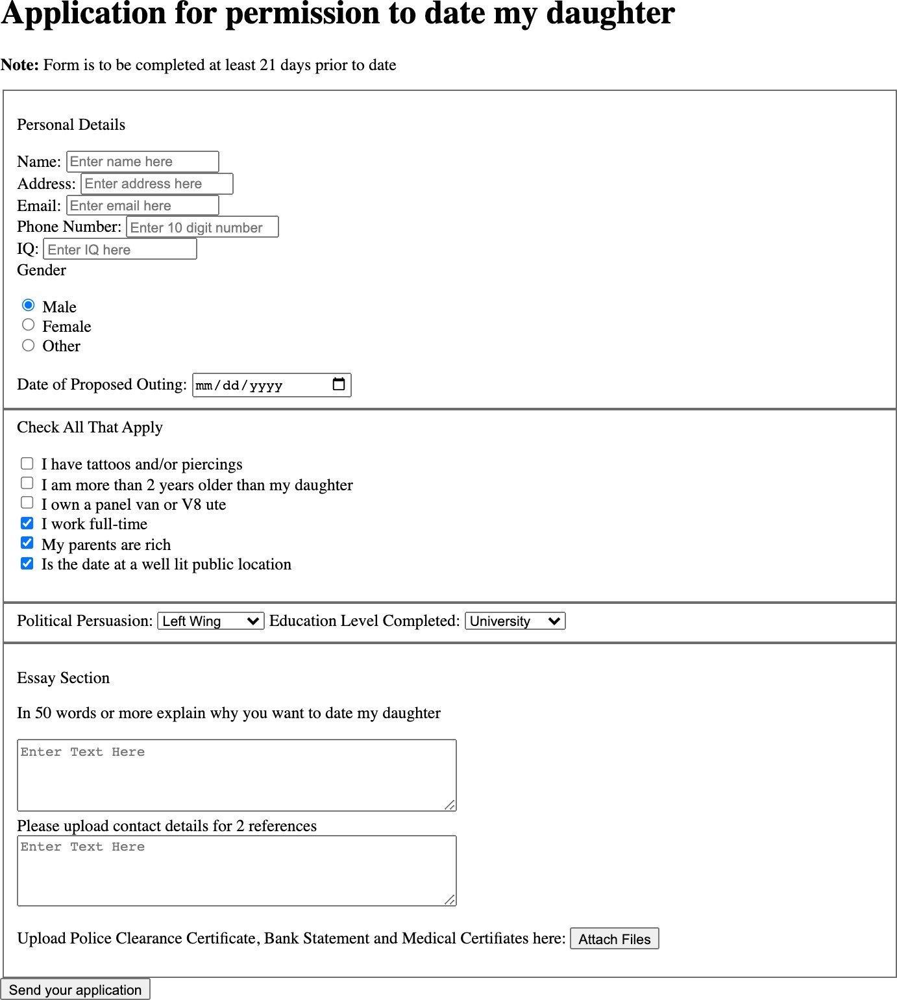 Application for permission to date my daughter
Note: Form is to be completed at least 21 days prior to date
Personal Details
Name: Enter name here
Address: Enter address here
Email: Enter email here
Phone Number: Enter 10 digit number
IQ: Enter IQ here
Gender
Male
Female
Other
Date of Proposed Outing: mm/dd/yyyy
Check All That Apply
I have tattoos and/or piercings
I am more than 2 years older than my daughter
I own a panel van or V8 ute
I work full-time
My parents are rich
Is the date at a well lit public location
Political Persuasion: Left Wing Education Level Completed: University
Essay Section
In 50 words or more explain why you want to date my daughter
Enter Text Here
Please upload contact details for 2 references
Enter Text Here
Upload Police Clearance Certificate, Bank Statement and Medical Certifiates here: Attach Files
Send your application